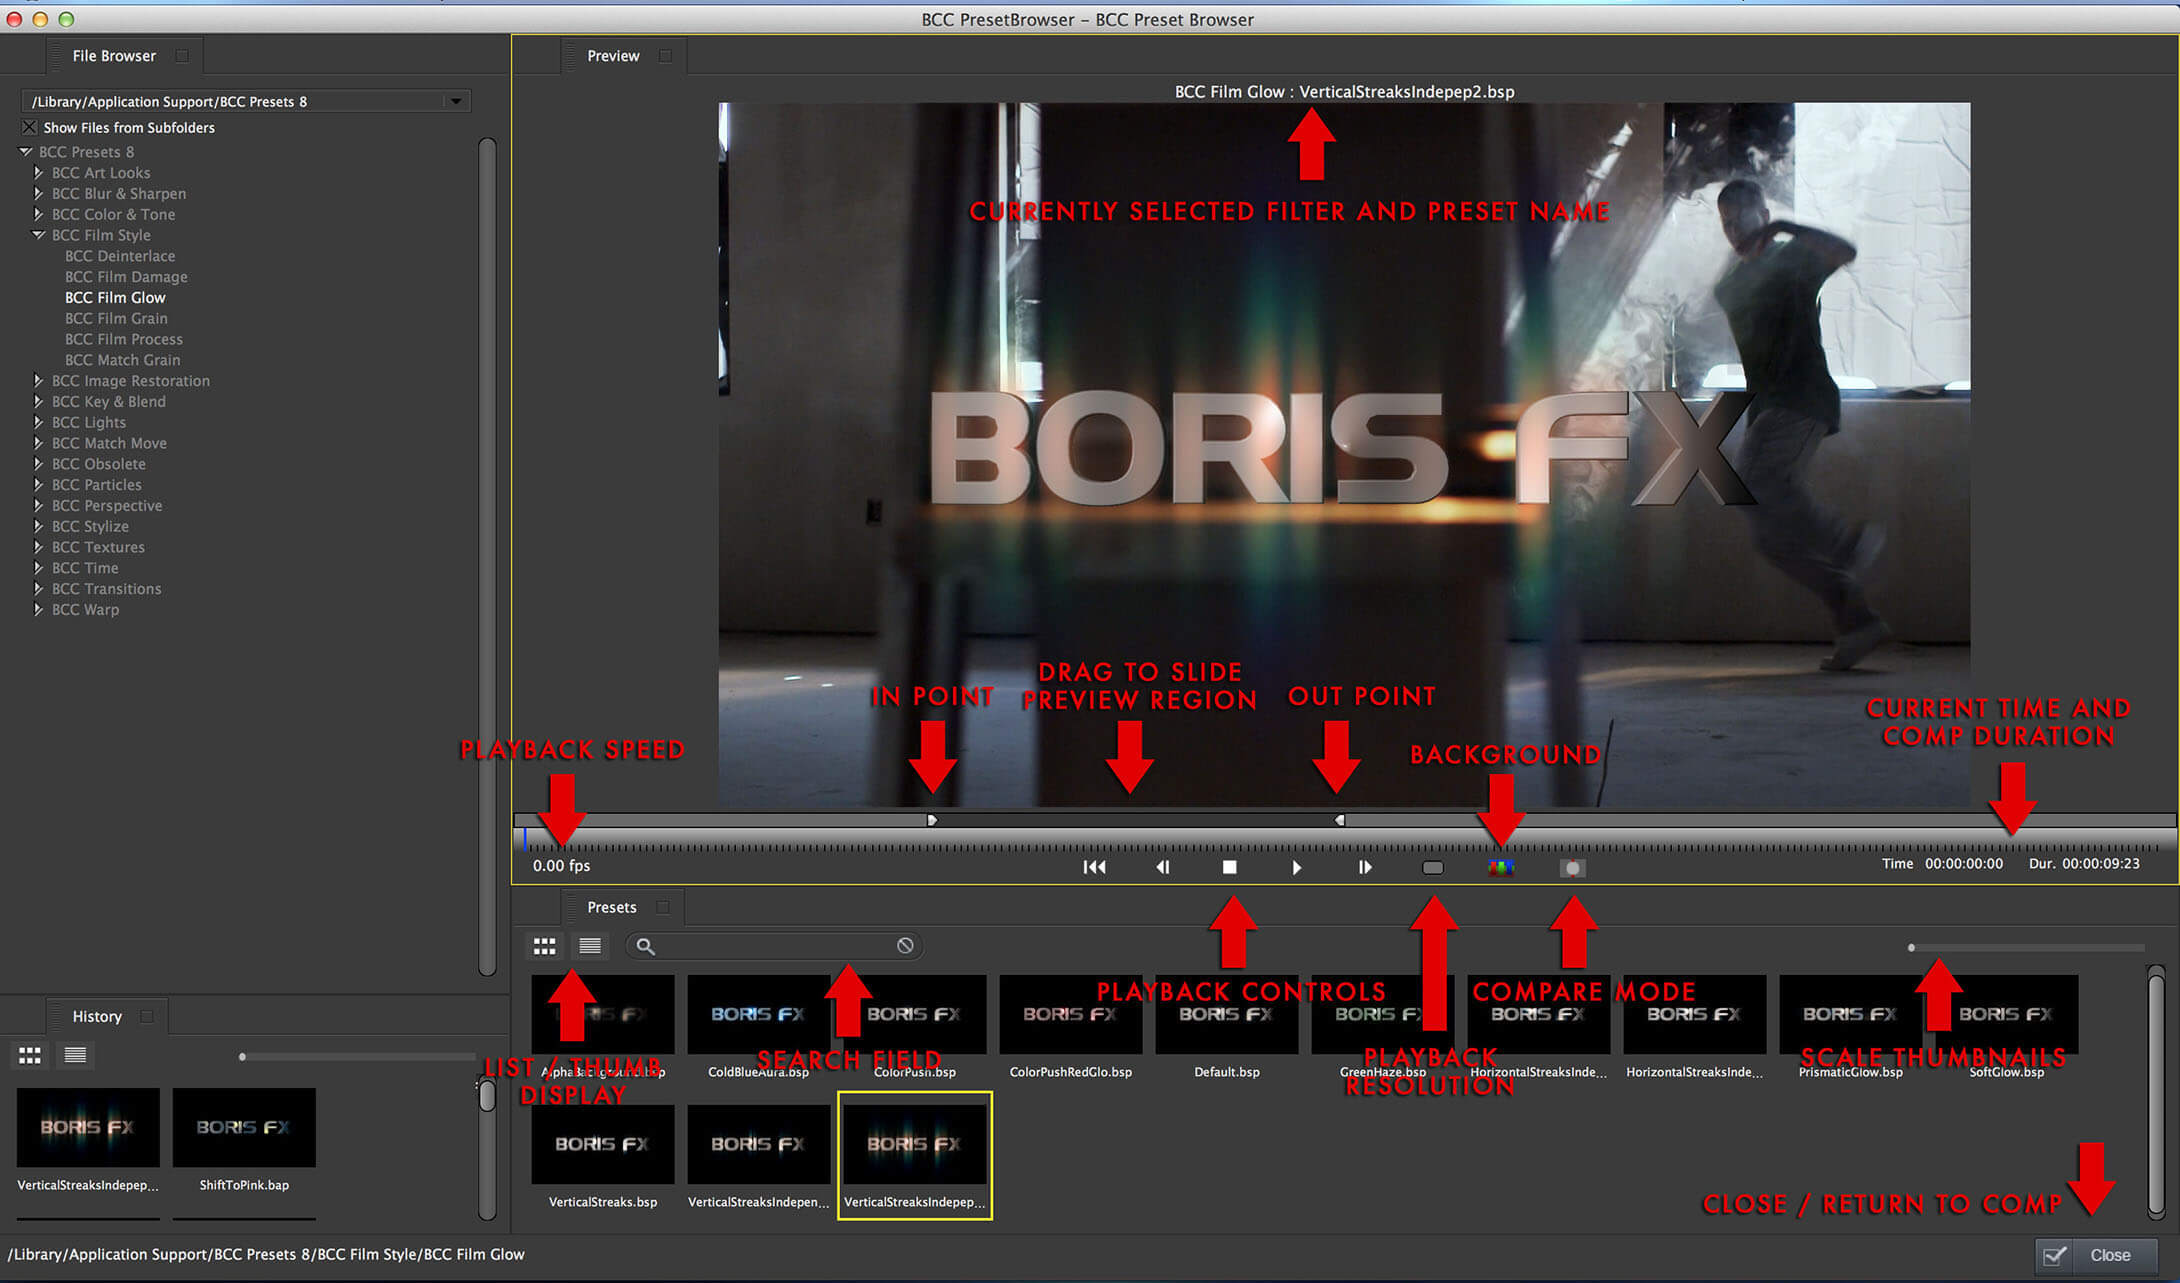 BCC PresetBrowser – BCC Preset Browser
File Browser
/Library/Application Support/BCC Presets 8
Show Files from Subfolders
BCC Presets 8
BCC Art Looks
BCC Blur & Sharpen
BCC Color & Tone
BCC Film Style
BCC Deinterlace
BCC Film Damage
BCC Film Glow
BCC Film Grain
BCC Film Process
BCC Match Grain
BCC Image Restoration
BCC Key & Blend
BCC Lights
BCC Match Move
BCC Obsolete
BCC Particles
BCC Perspective
BCC Stylize
BCC Textures
BCC Time
BCC Transitions
BCC Warp
Preview
BCC Film Glow : VerticalStreaksIndepep2.bsp
CURRENTLY SELECTED FILTER AND PRESET NAME
BORIS FX
PLAYBACK SPEED
IN POINT
DRAG TO SLIDE
PREVIEW REGION
OUT POINT
BACKGROUND
CURRENT TIME AND
COMP DURATION
0.00 fps
Time 00:00:00:00 Dur. 00:00:09:23
Presets
PLAYBACK CONTROLS
COMPARE MODE
BORIS FX
BORIS FX
BORIS FX
BORIS FX
BORIS FX
BORIS FX
BORIS FX
BORIS FX
BORIS FX
BORIS FX
LIST / THUMB
DISPLAY
SEARCH FIELD
PLAYBACK
RESOLUTION
SCALE THUMBNAILS
AlphaBackground.bsp
ColdBlueAura.bsp
ColorPush.bsp
ColorPushRedGlo.bsp
Default.bsp
GreenHaze.bsp
HorizontalStreaksInde...
HorizontalStreaksInde...
PrismaticGlow.bsp
SoftGlow.bsp
BORIS FX
BORIS FX
BORIS FX
VerticalStreaks.bsp
VerticalStreaksIndepen...
VerticalStreaksIndepep...
CLOSE / RETURN TO COMP
History
BORIS FX
BORIS FX
VerticalStreaksIndepep...
ShiftToPink.bap
/Library/Application Support/BCC Presets 8/BCC Film Style/BCC Film Glow
Close